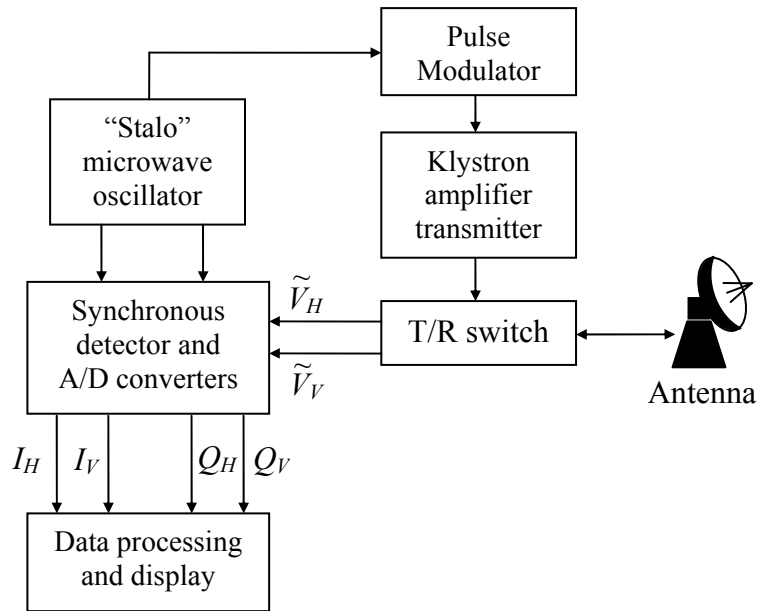 Pulse
Modulator
“Stalo”
microwave
oscillator
Klystron
amplifier
transmitter
Synchronous
detector and
A/D converters
Ṽ_H
Ṽ_V
T/R switch
Antenna
I_H I_V Q_H Q_V
Data processing
and display